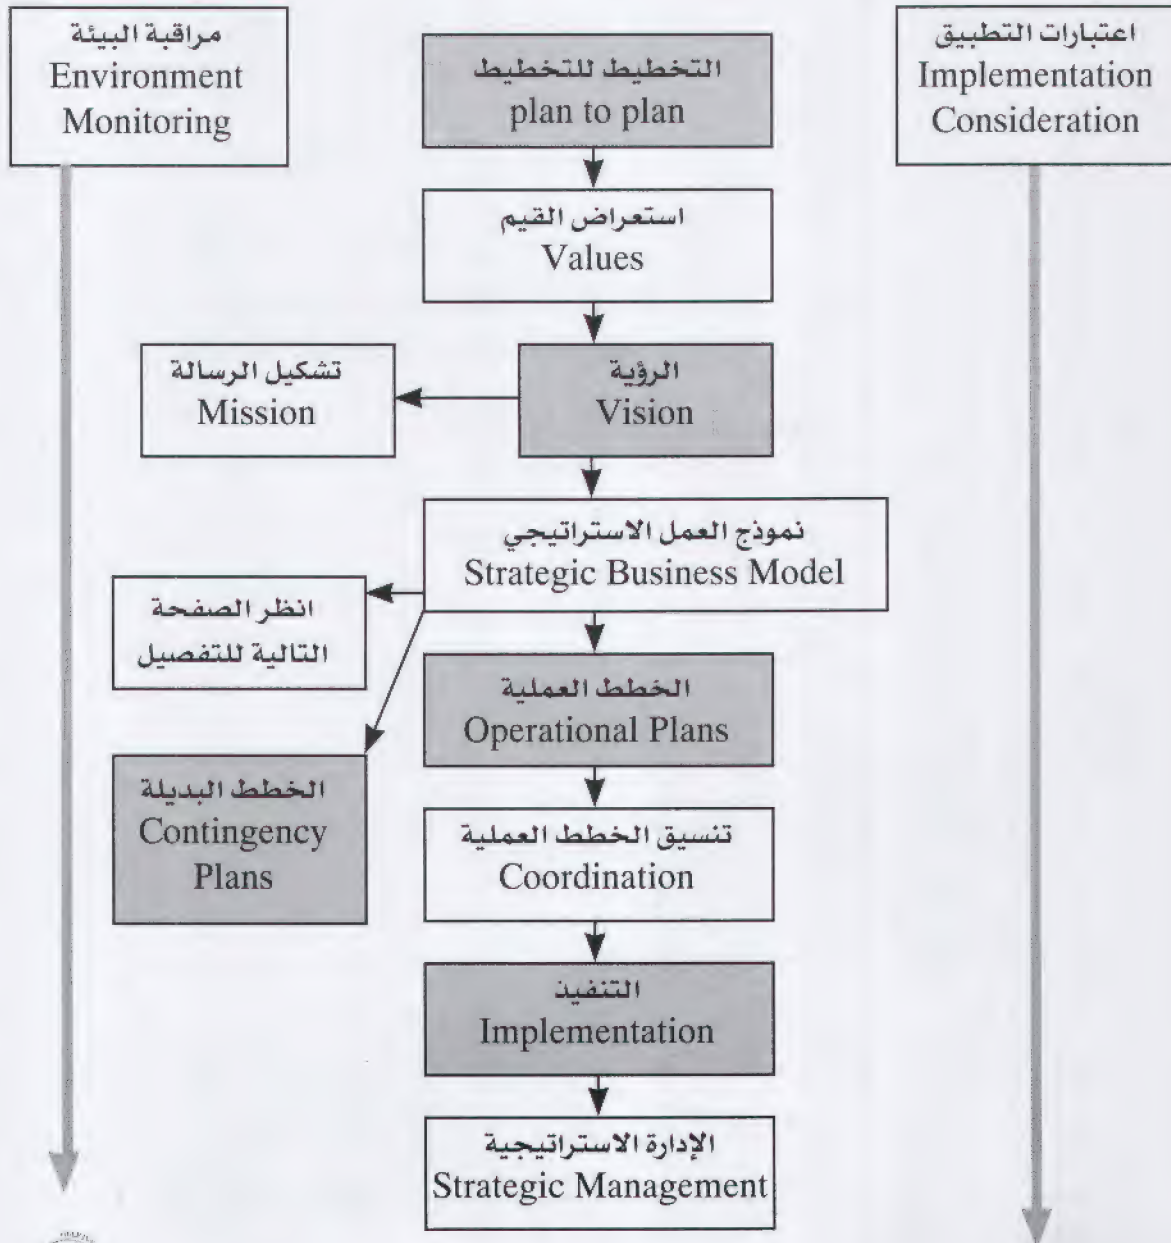 مراقبة البيئة
Environment
Monitoring
التخطيط للتخطيط
plan to plan
اعتبارات التطبيق
Implementation
Consideration
استعراض القيم
Values
تشكيل الرسالة
Mission
الرؤية
Vision
نموذج العمل الاستراتيجي
Strategic Business Model
انظر الصفحة
التالية للتفصيل
الخطط العملية
Operational Plans
الخطط البديلة
Contingency
Plans
تنسيق الخطط العملية
Coordination
التنفيذ
Implementation
الإدارة الاستراتيجية
Strategic Management